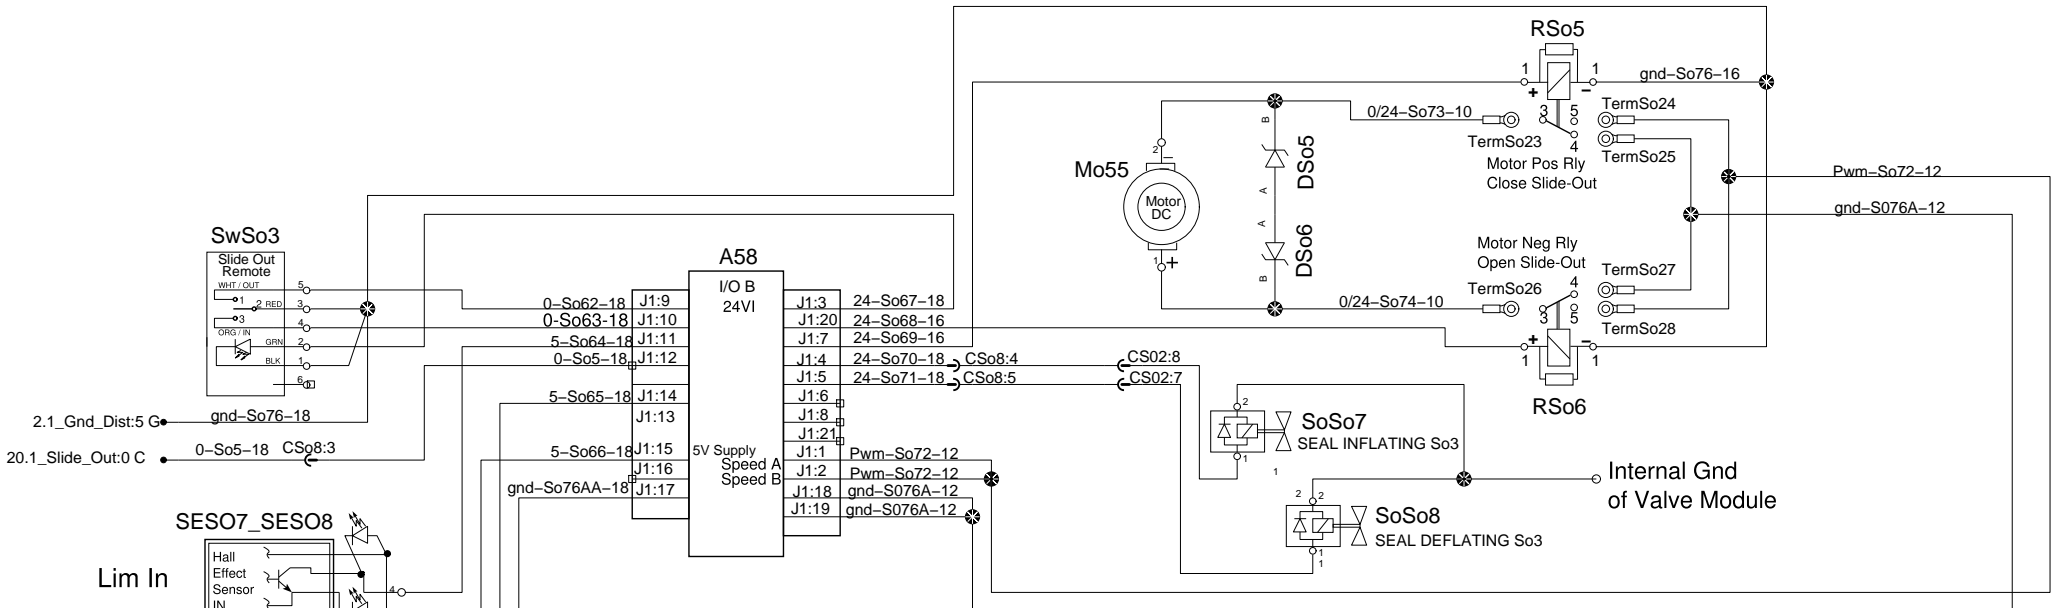 RSo5
1
1
+
−
gnd−So76−16
3
5
4
TermSo24
TermSo25
0/24−So73−10
TermSo23
Motor Pos Rly
Close Slide-Out
Pwm−So72−12
gnd−S076A−12
Mo55
2
−
Motor
DC
1
+
B
A
A
B
DSo5
DSo6
Motor Neg Rly
Open Slide-Out
TermSo26
0/24−So74−10
4
3
5
TermSo27
TermSo28
+
−
1
1
RSo6
SwSo3
Slide Out
Remote
WHT / OUT
5
1
2
RED
3
3
4
ORG / IN
GRN
2
BLK
1
6
A58
I/O B
24VI
5V Supply
Speed A
Speed B
0−So62−18
J1:9
0-So63-18
J1:10
5−So64−18
J1:11
0−So5−18
J1:12
5−So65−18
J1:14
J1:13
5−So66−18
J1:15
J1:16
gnd−So76AA−18
J1:17
J1:3
24−So67−18
J1:20
24−So68−16
J1:7
24−So69−16
J1:4
24−So70−18
CSo8:4
CS02:8
J1:5
24−So71−18
CSo8:5
CS02:7
J1:6
J1:8
J1:21
J1:1
Pwm−So72−12
J1:2
Pwm−So72−12
J1:18
gnd−S076A−12
J1:19
gnd−S076A−12
2.1_Gnd_Dist:5 G
gnd−So76−18
20.1_Slide_Out:0 C
0−So5−18
CSo8:3
2
SoSo7
SEAL INFLATING So3
1
1
2
2
SoSo8
SEAL DEFLATING So3
1
1
Internal Gnd
of Valve Module
SESO7_SESO8
Hall
Effect
Sensor
IN
Lim In
4